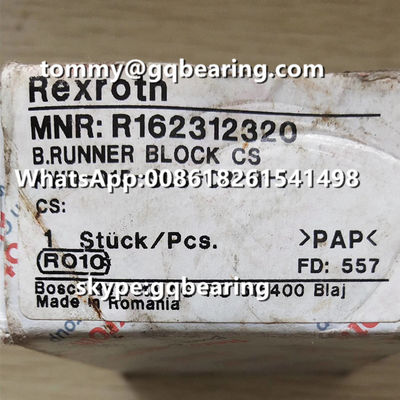 tommy@gqbearing.com
Rexroth
MNR: R162312320
B.RUNNER BLOCK CS
WhatsApp:008618261541498
CS:
1 Stück/Pcs. >PAP<
RO10 FD: 557
skype:gqbearing
Bosc 400 Blaj
Made in Romania